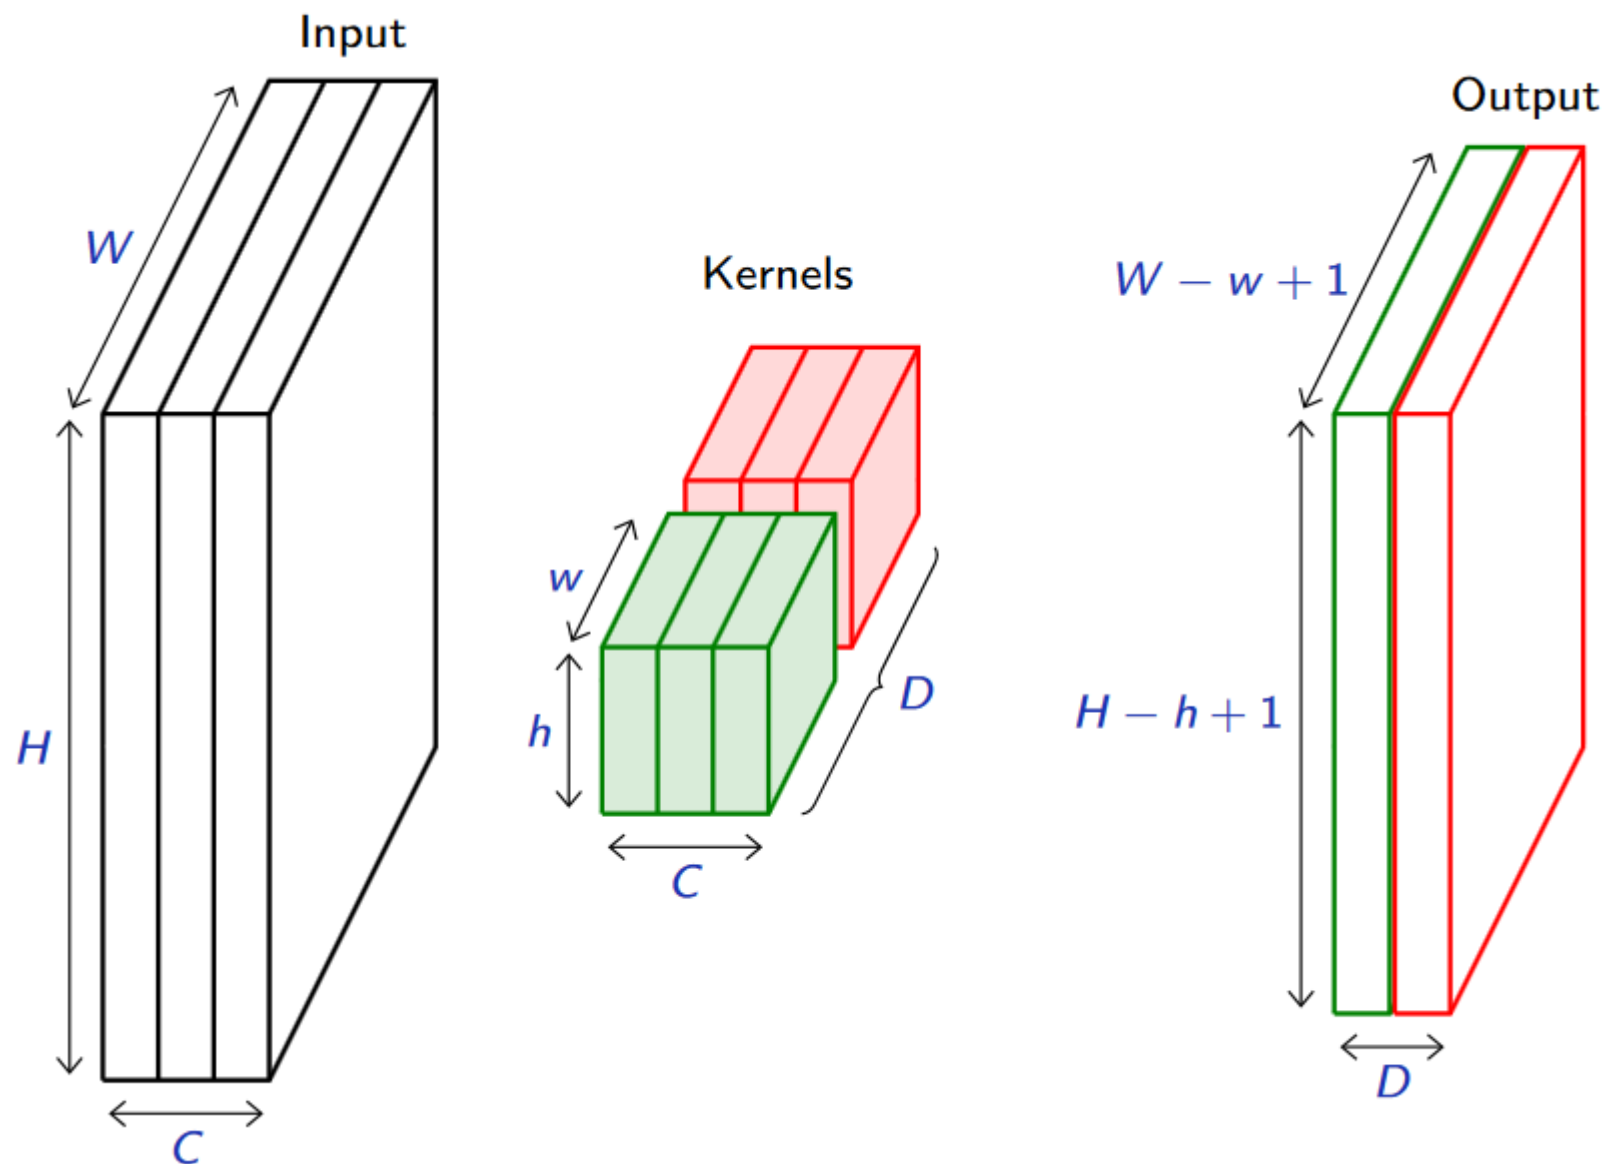 Input
W
H
C
Kernels
w
h
C
D
Output
W − w + 1
H − h + 1
D